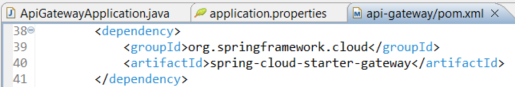 ApiGatewayApplication.java application.properties api-gateway/pom.xml
38 <dependency>
39 <groupId>org.springframework.cloud</groupId>
40 <artifactId>spring-cloud-starter-gateway</artifactId>
41 </dependency>